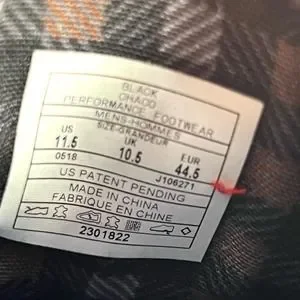 BLACK
CHACO
PERFORMANCE FOOTWEAR
MENS-HOMMES
SIZE-GRANDEUR
US UK EUR
11.5 10.5 44.5
0518 J106271
US PATENT PENDING
MADE IN CHINA
FABRIQUE EN CHINE
2301822